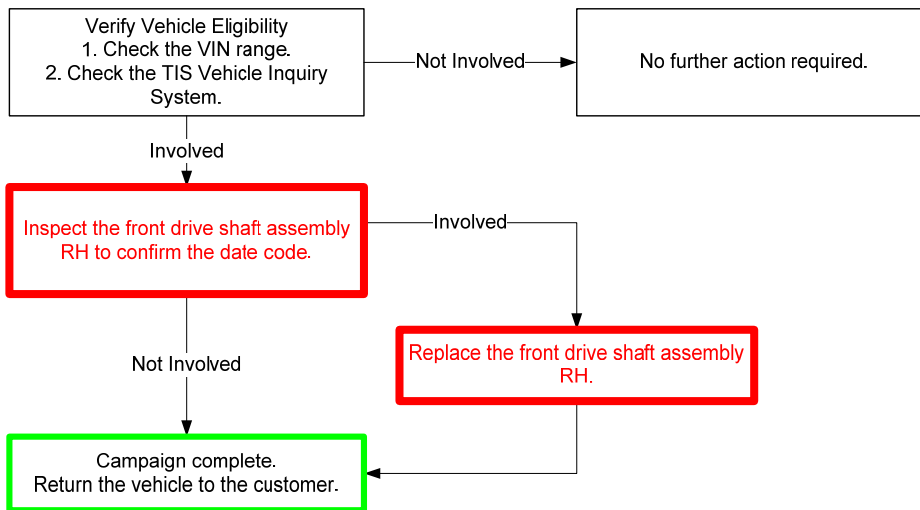 Verify Vehicle Eligibility
1. Check the VIN range.
2. Check the TIS Vehicle Inquiry
System.
Not Involved
No further action required.
Involved
Inspect the front drive shaft assembly
RH to confirm the date code.
Involved
Replace the front drive shaft assembly
RH.
Not Involved
Campaign complete.
Return the vehicle to the customer.